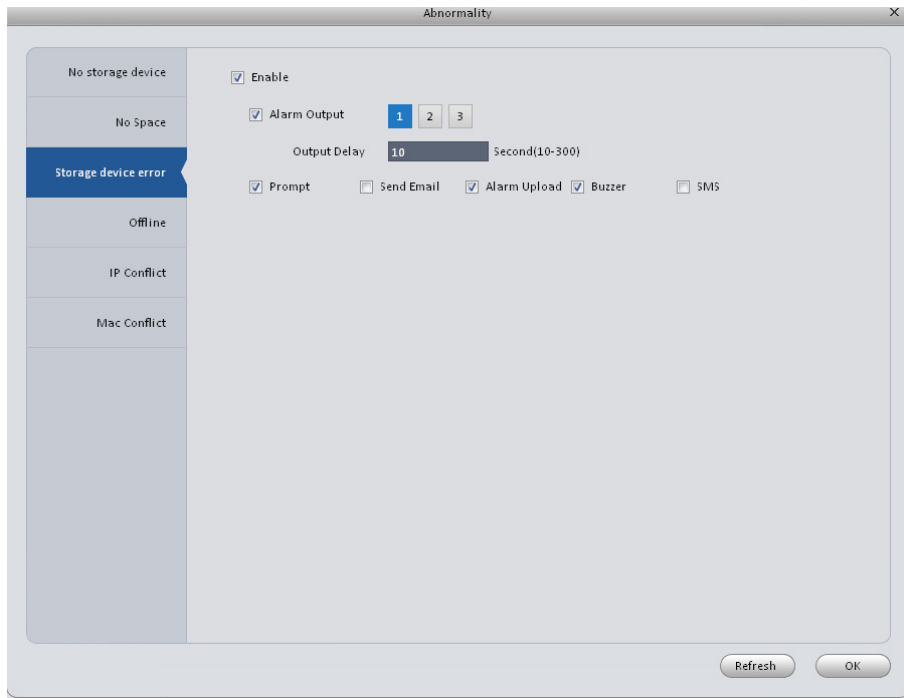 Abnormality X
No storage device
No Space
Storage device error
Offline
IP Conflict
Mac Conflict
Enable
Alarm Output 1 2 3
Output Delay 10 Second(10-300)
Prompt Send Email Alarm Upload Buzzer SMS
Refresh OK